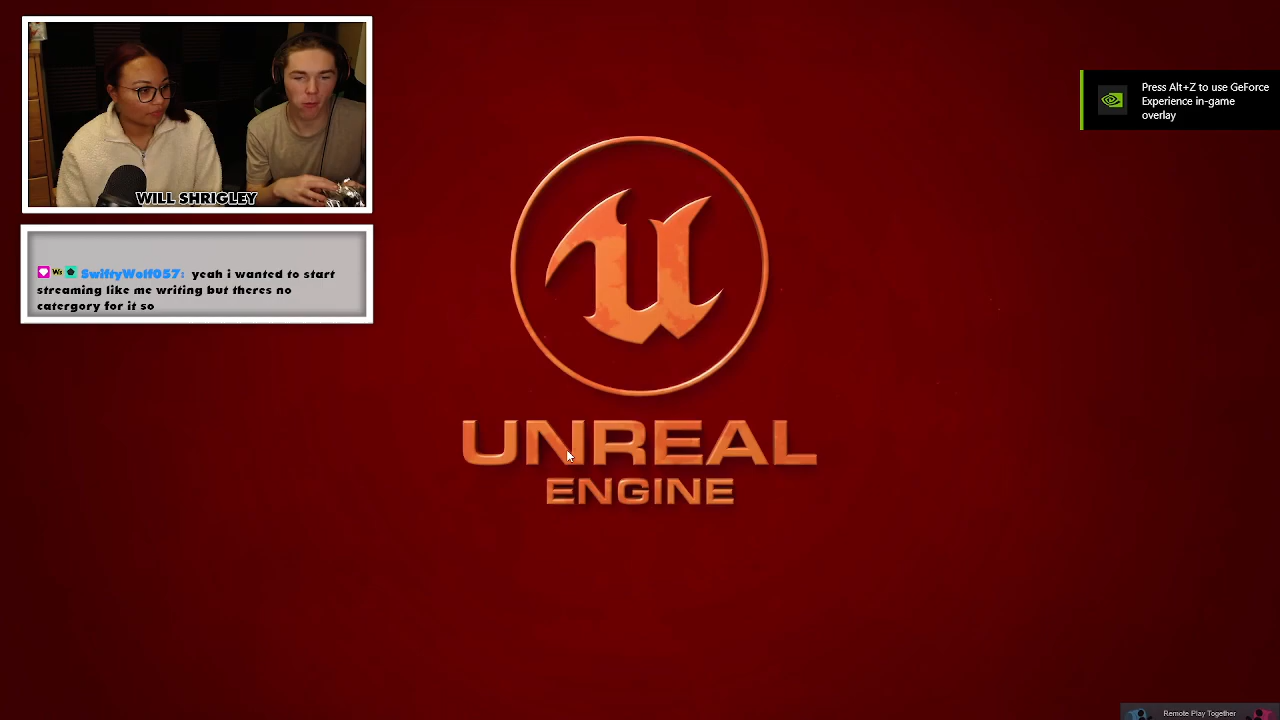 WILL SHRIGLEY
Ws SwiftyWolf057: yeah i wanted to start
streaming like me writing but theres no
catergory for it so
Press Alt+Z to use GeForce
Experience in-game
overlay
UNREAL
ENGINE
Remote Play Together